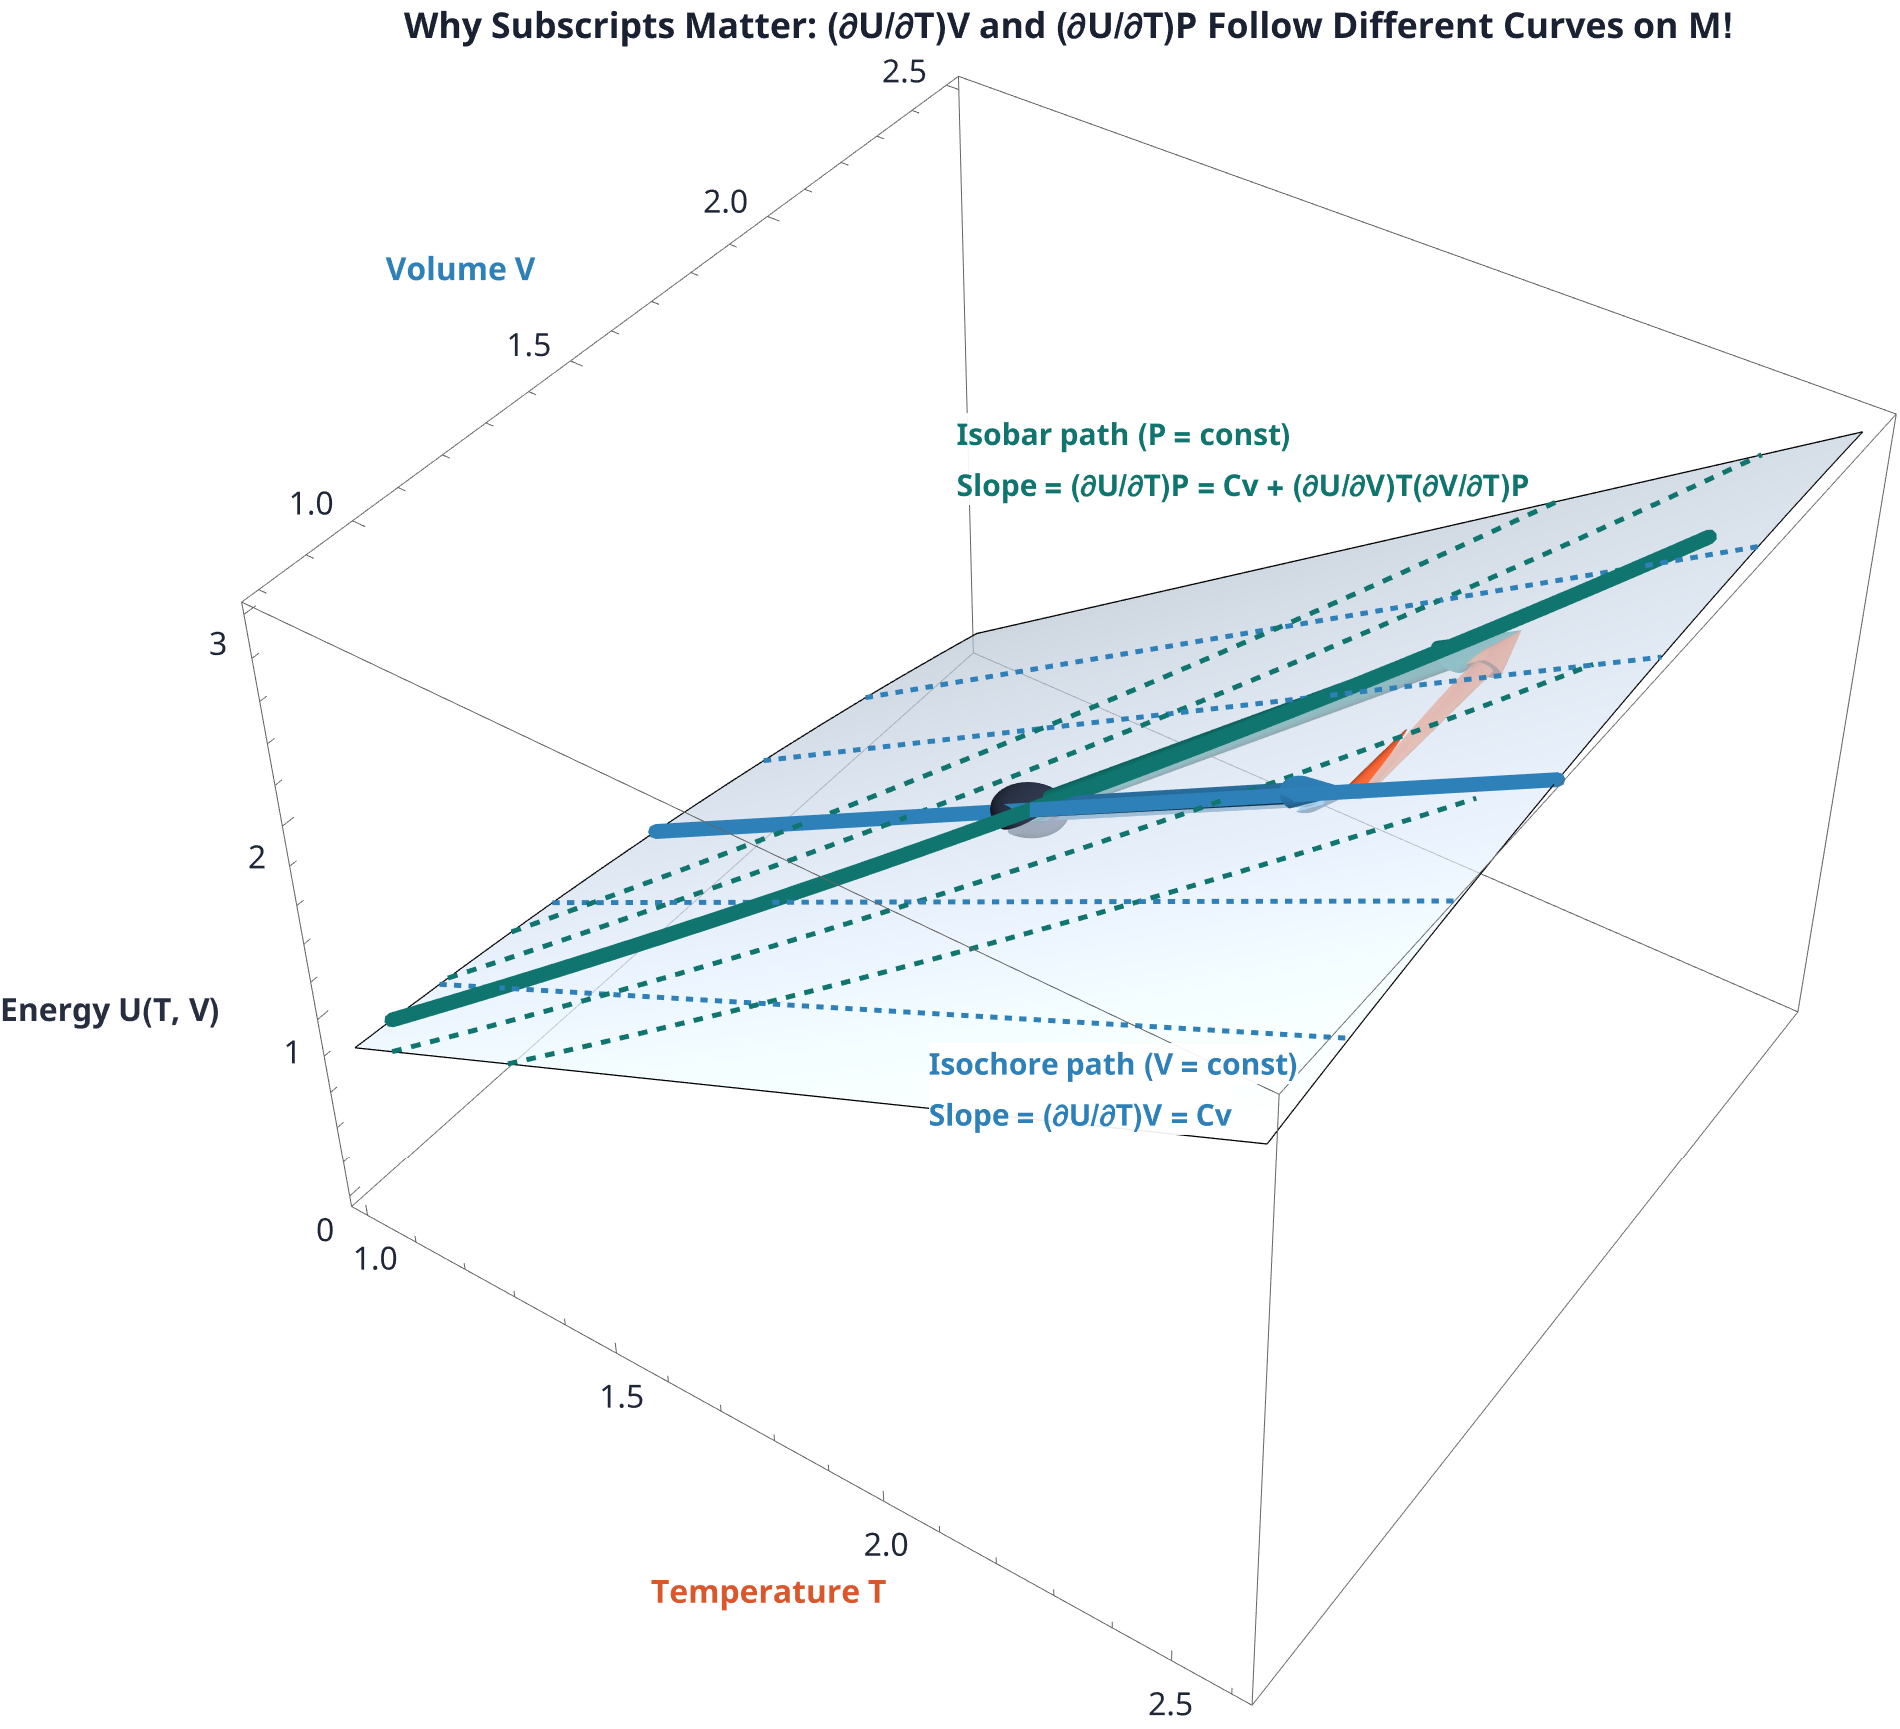 Why Subscripts Matter: (∂U/∂T)V and (∂U/∂T)P Follow Different Curves on M!
2.5
2.0
Volume V
1.5
1.0
Isobar path (P = const)
Slope = (∂U/∂T)P = Cv + (∂U/∂V)T(∂V/∂T)P
3
2
Energy U(T, V)
1
Isochore path (V = const)
Slope = (∂U/∂T)V = Cv
0
1.0
1.5
2.0
Temperature T
2.5